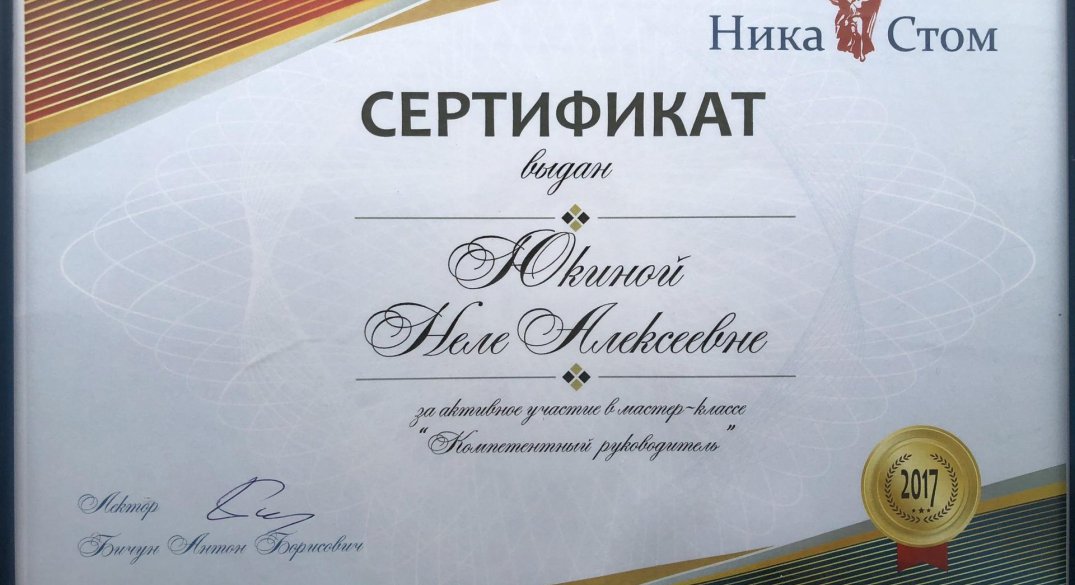 Ника Стом
СЕРТИФИКАТ
выдан
Юкиной
Неле Алексеевне
за активное участие в мастер-классе
"Компетентный руководитель"
2017
Лектор
Бичун Антон Борисович